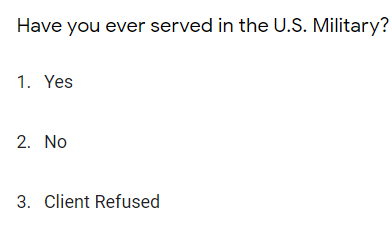 Have you ever served in the U.S. Military?
1. Yes
2. No
3. Client Refused